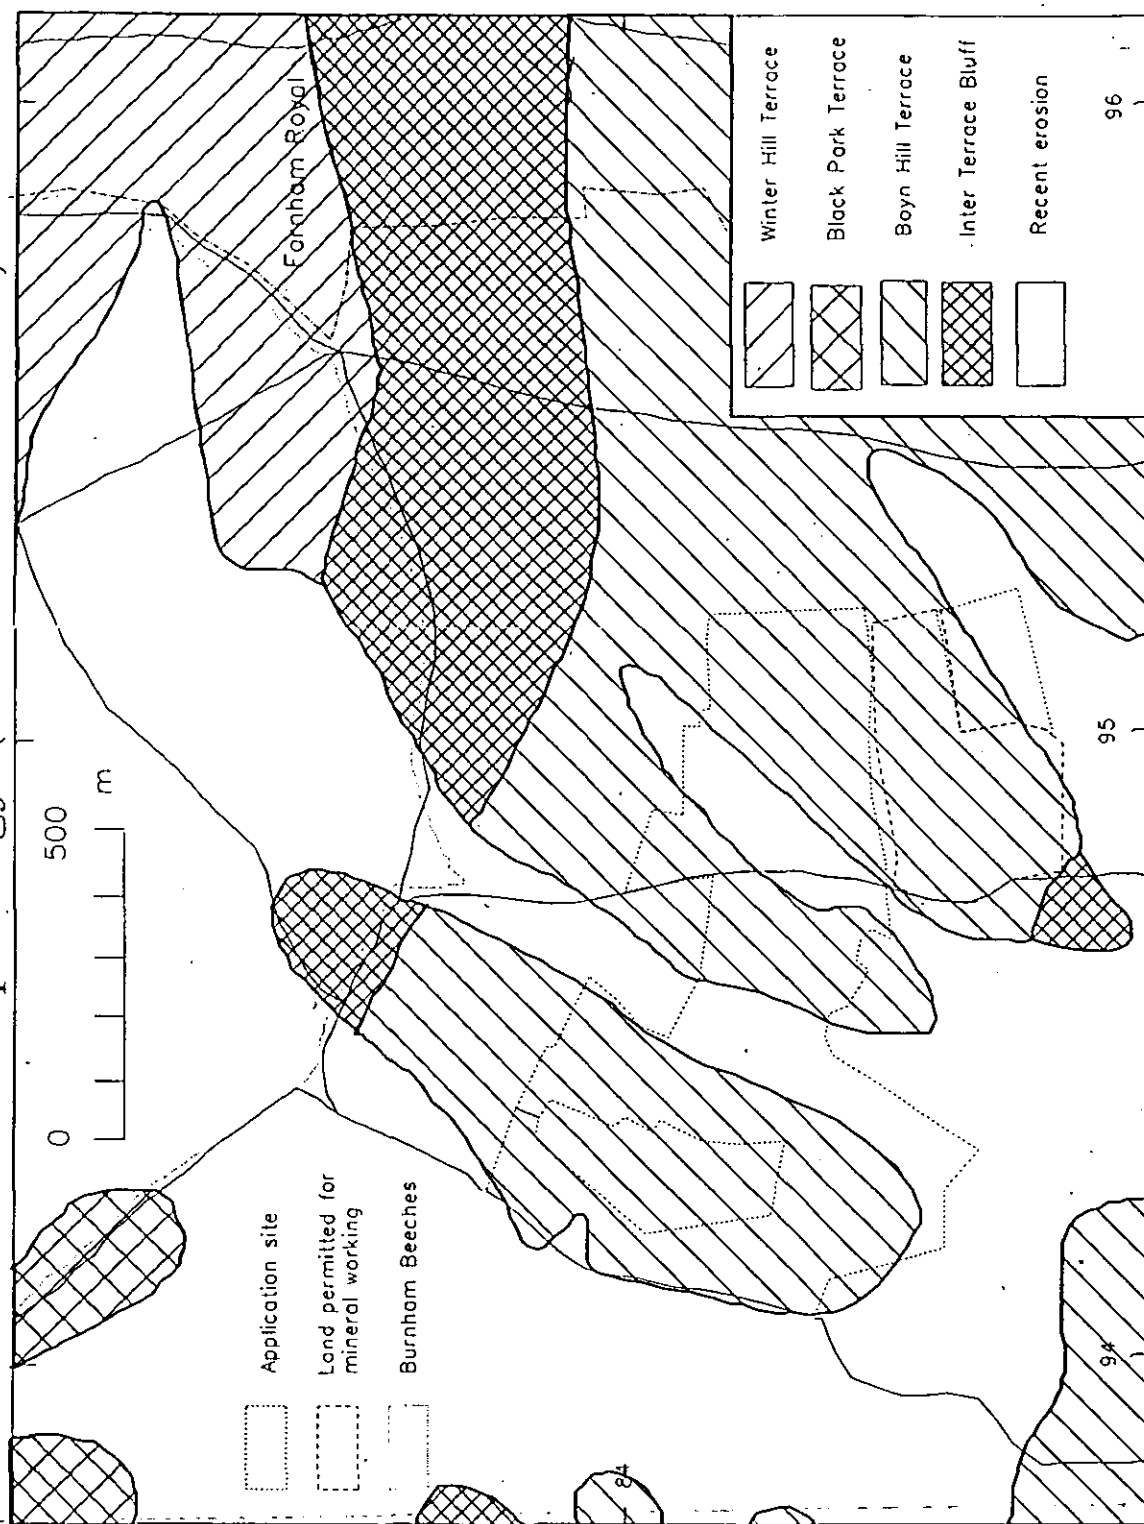 Farnham Royal
0
500
m
Application site
Land permitted for
mineral working
Burnham Beeches
Winter Hill Terrace
Black Park Terrace
Boyn Hill Terrace
Inter Terrace Bluff
Recent erosion
84
94
95
96